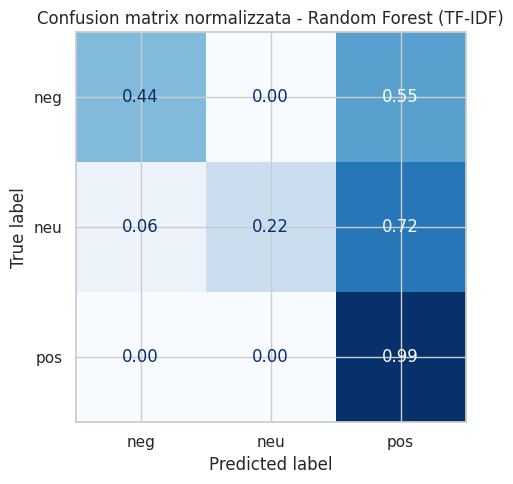 Confusion matrix normalizzata - Random Forest (TF-IDF)
neg 0.44 0.00 0.55
neu 0.06 0.22 0.72
pos 0.00 0.00 0.99
neg neu pos
True label
Predicted label